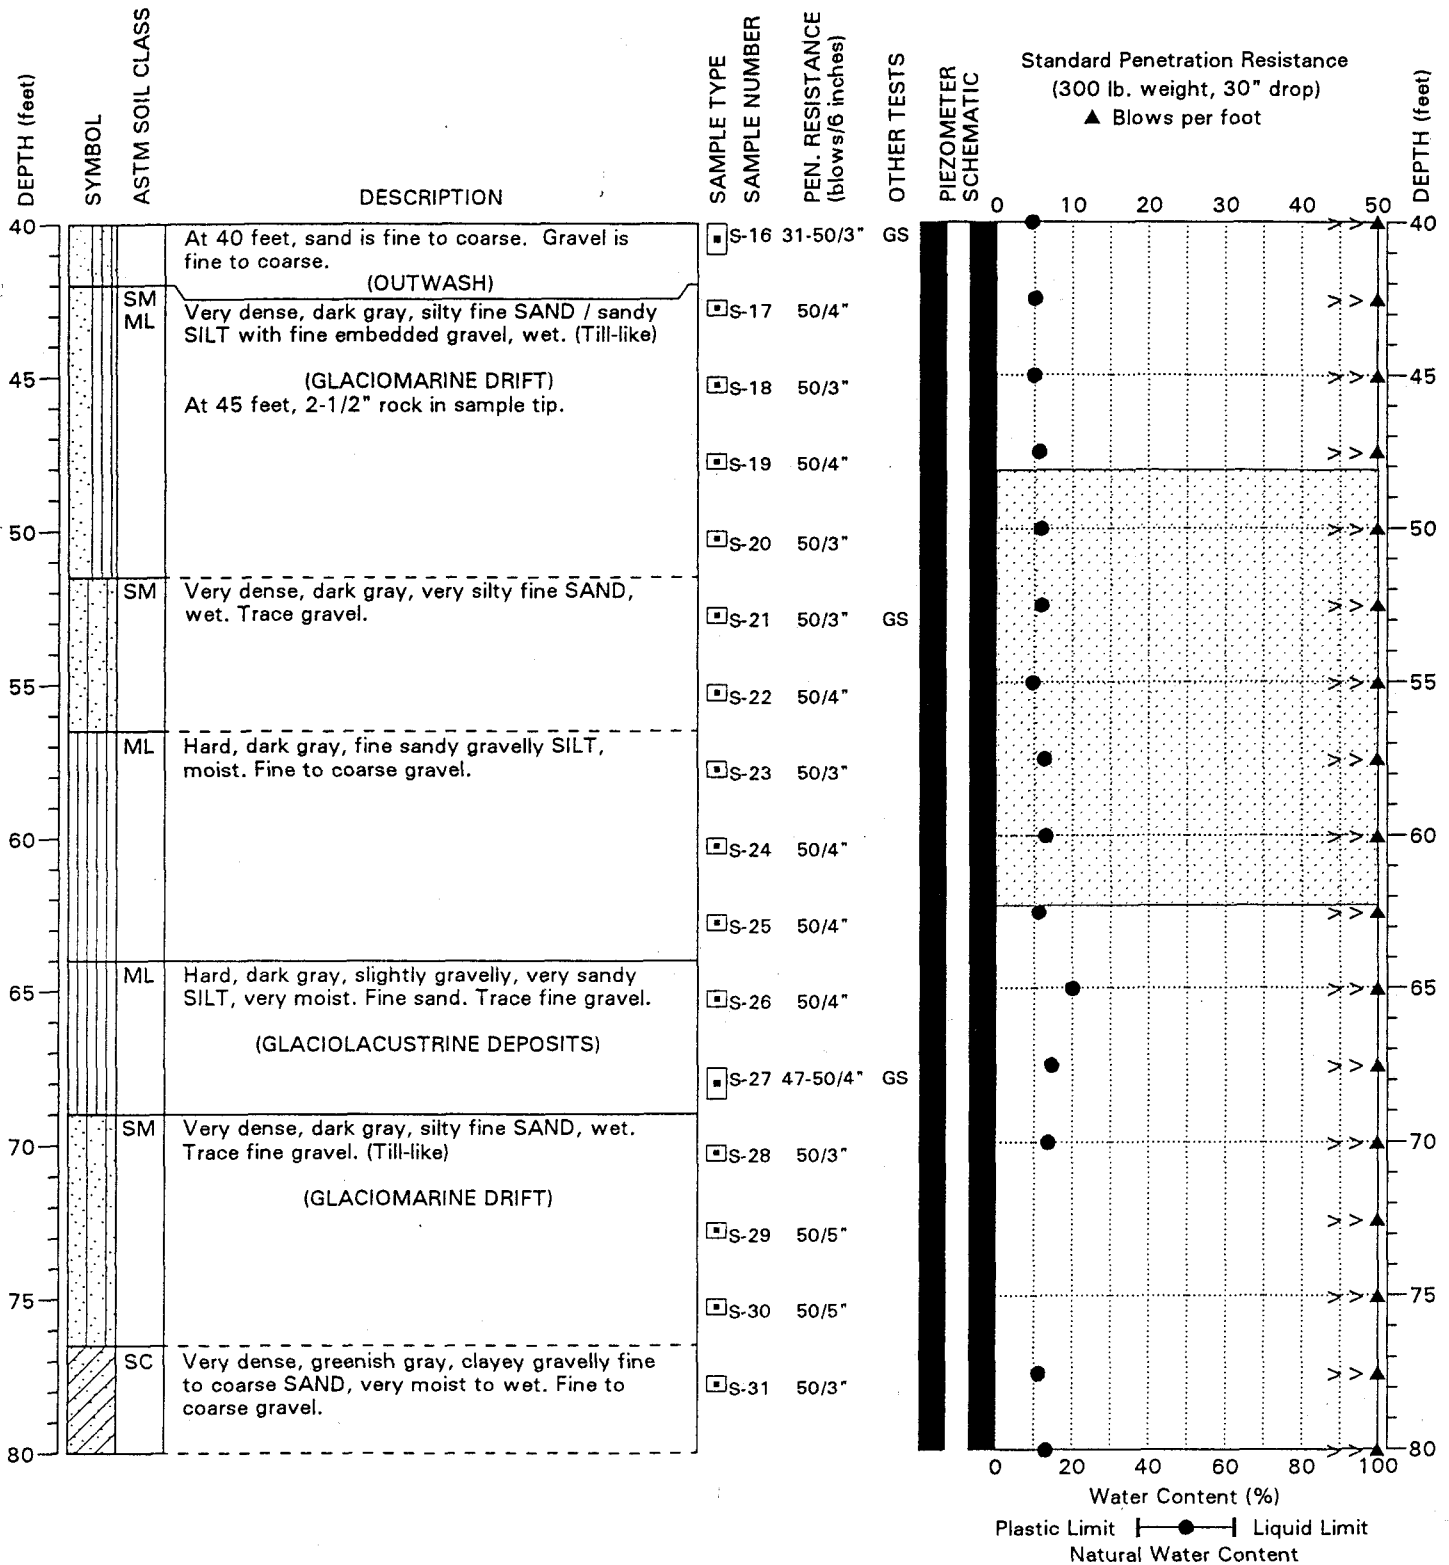 DEPTH (feet)
SYMBOL
ASTM SOIL CLASS
DESCRIPTION
SAMPLE TYPE
SAMPLE NUMBER
PEN. RESISTANCE
(blows/6 inches)
OTHER TESTS
PIEZOMETER
SCHEMATIC
Standard Penetration Resistance
(300 lb. weight, 30" drop)
▲ Blows per foot
DEPTH (feet)
0 10 20 30 40 50
40
At 40 feet, sand is fine to coarse. Gravel is
fine to coarse.
(OUTWASH)
S-16 31-50/3" GS
> > 40
SM
ML
Very dense, dark gray, silty fine SAND / sandy
SILT with fine embedded gravel, wet. (Till-like)
S-17 50/4"
> >
45
(GLACIOMARINE DRIFT)
At 45 feet, 2-1/2" rock in sample tip.
S-18 50/3"
> > 45
S-19 50/4"
> >
50
S-20 50/3"
> > 50
SM
Very dense, dark gray, very silty fine SAND,
wet. Trace gravel.
S-21 50/3" GS
> >
55
S-22 50/4"
> > 55
ML
Hard, dark gray, fine sandy gravelly SILT,
moist. Fine to coarse gravel.
S-23 50/3"
> >
60
S-24 50/4"
> > 60
S-25 50/4"
> >
ML
Hard, dark gray, slightly gravelly, very sandy
SILT, very moist. Fine sand. Trace fine gravel.
65
S-26 50/4"
> > 65
(GLACIOLACUSTRINE DEPOSITS)
S-27 47-50/4" GS
> >
SM
Very dense, dark gray, silty fine SAND, wet.
Trace fine gravel. (Till-like)
70
S-28 50/3"
> > 70
(GLACIOMARINE DRIFT)
S-29 50/5"
> >
75
S-30 50/5"
> > 75
SC
Very dense, greenish gray, clayey gravelly fine
to coarse SAND, very moist to wet. Fine to
coarse gravel.
S-31 50/3"
> >
80
> > 80
0 20 40 60 80 100
Water Content (%)
Plastic Limit Liquid Limit
Natural Water Content